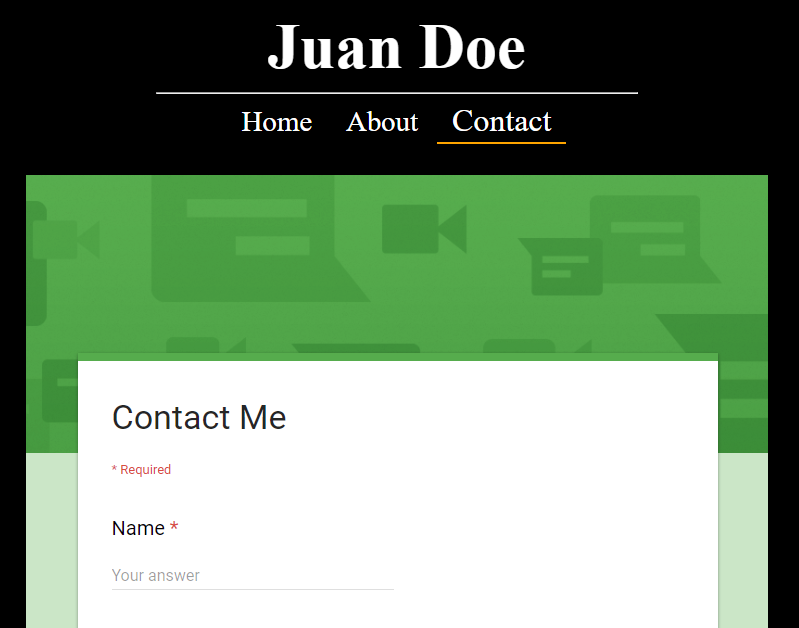 Juan Doe
Home About Contact
Contact Me
* Required
Name *
Your answer